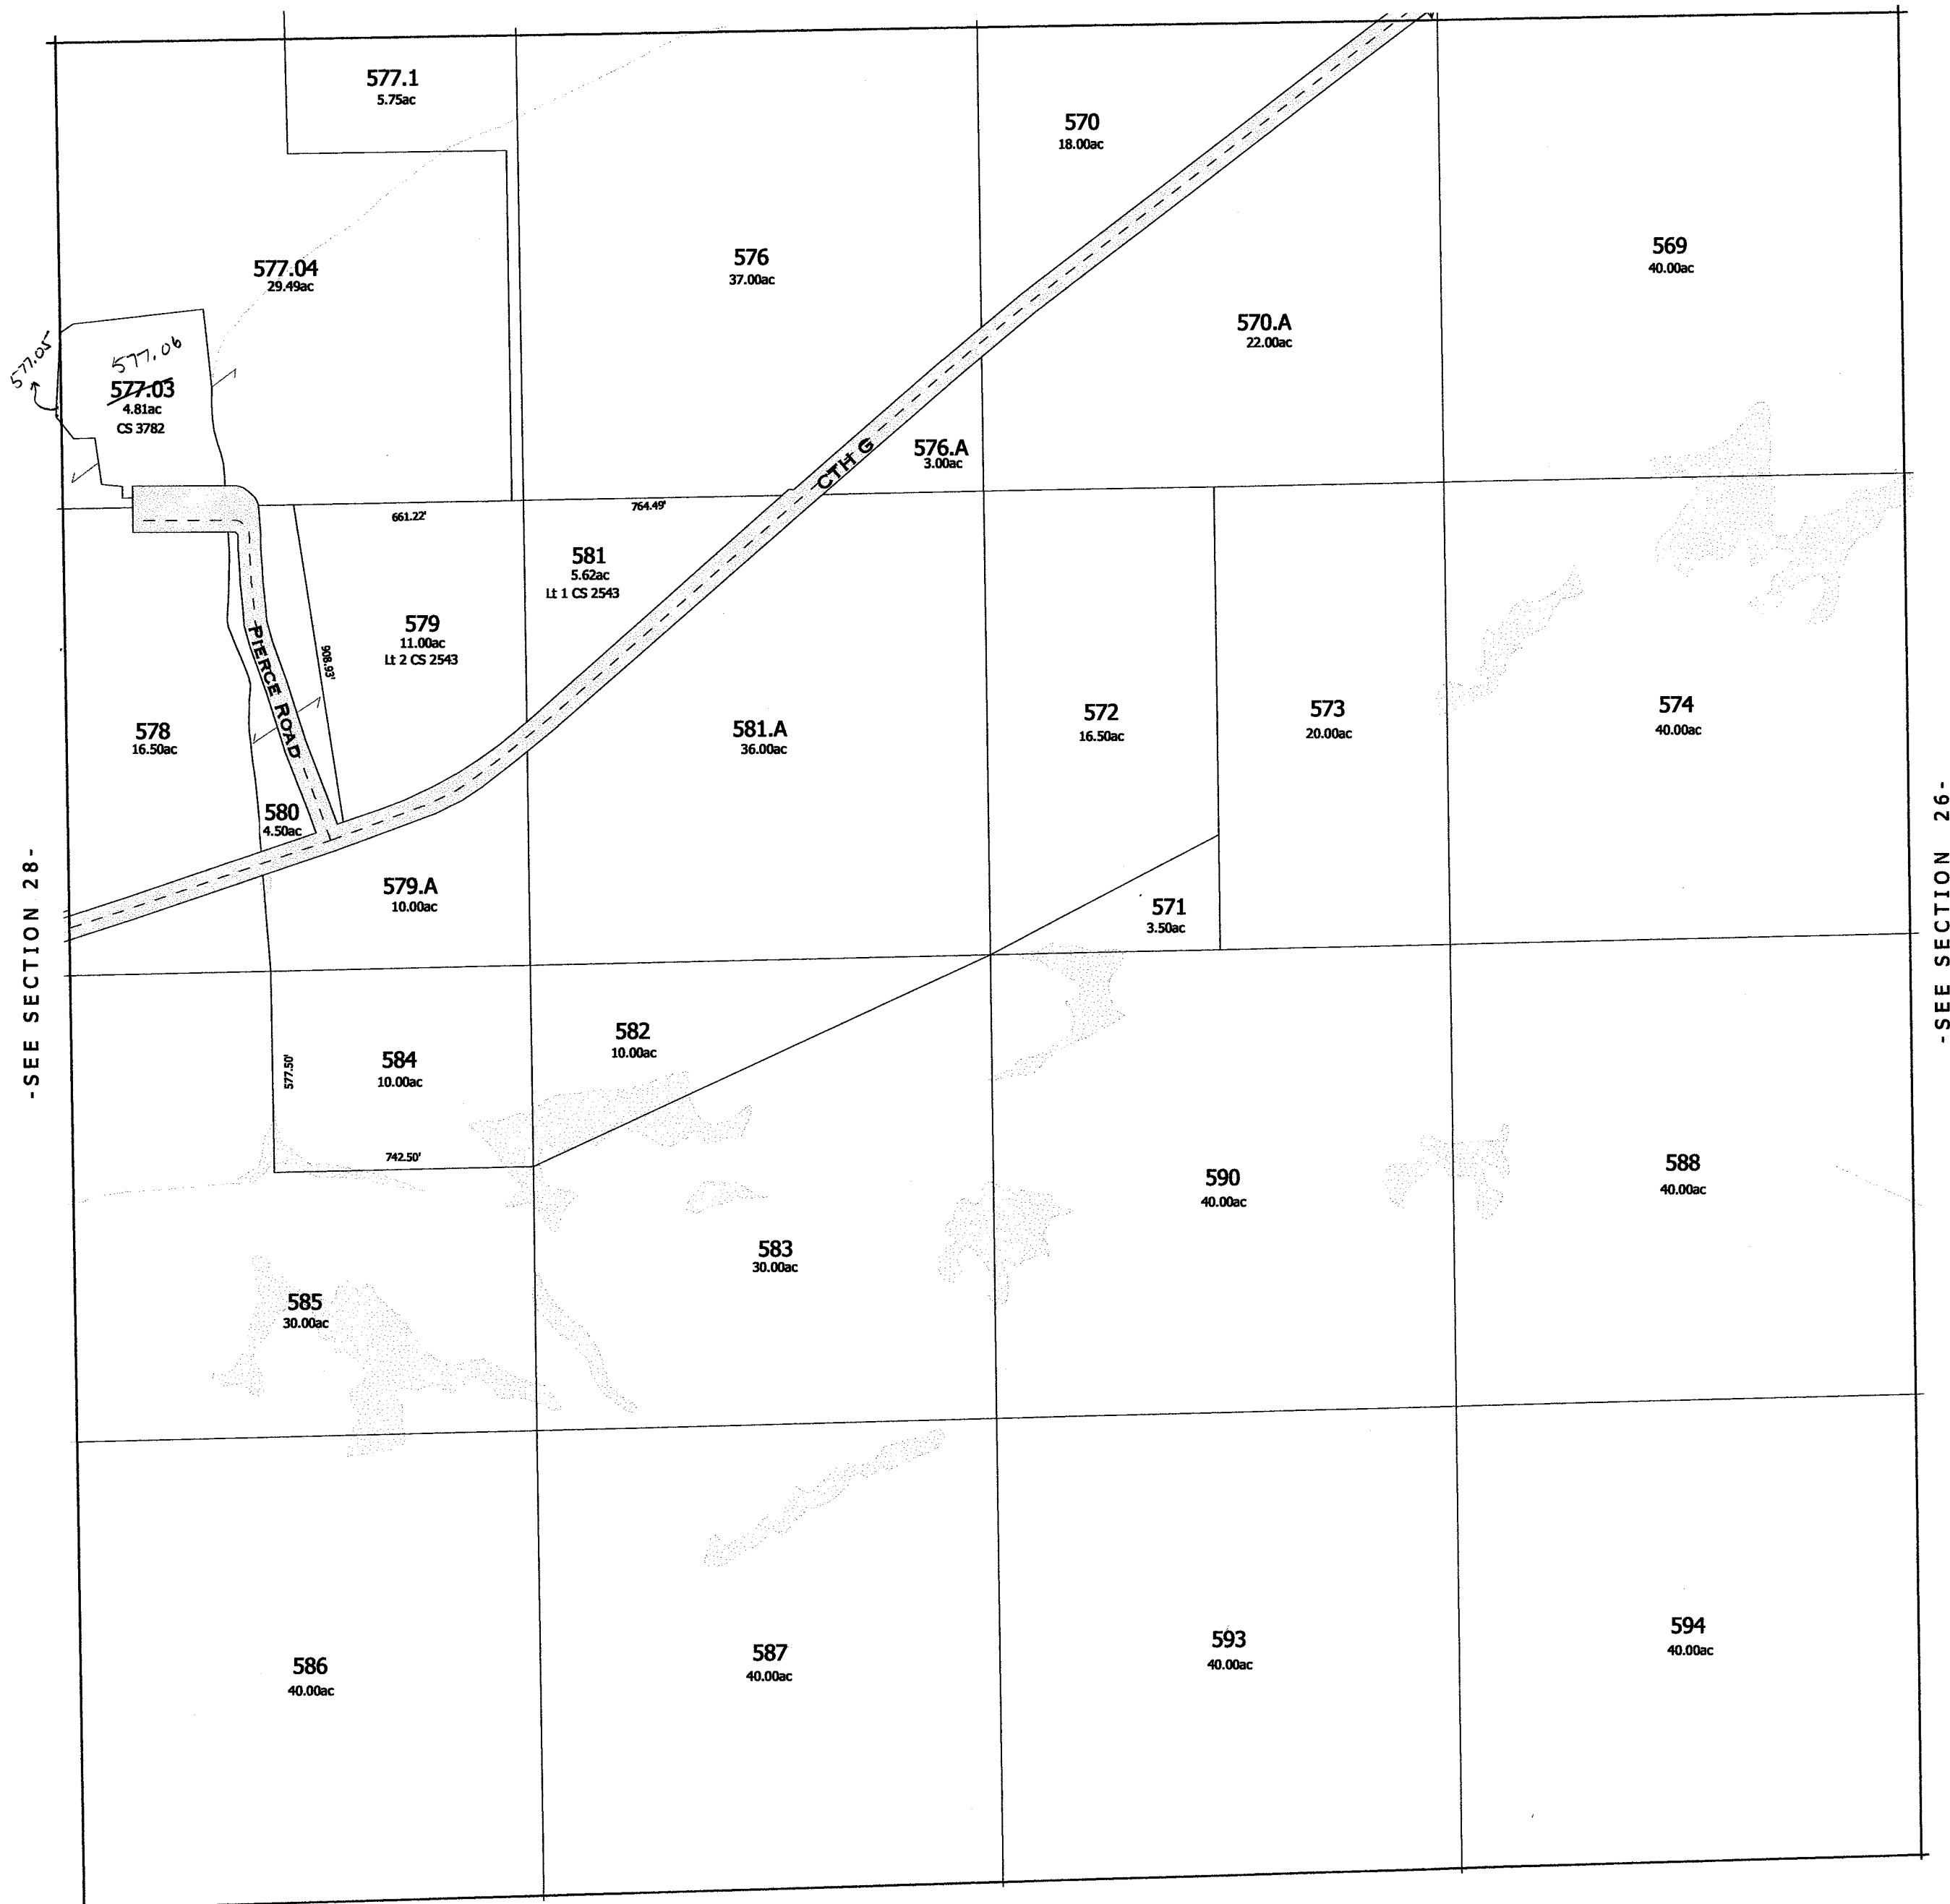 577.1
5.75ac
570
18.00ac
576
37.00ac
569
40.00ac
577.04
29.49ac
570.A
22.00ac
577.05
577.06
577.03
4.81ac
CS 3782
CTH G
576.A
3.00ac
661.22'
764.49'
581
5.62ac
Lt 1 CS 2543
579
11.00ac
Lt 2 CS 2543
908.93'
PIERCE ROAD
578
16.50ac
581.A
36.00ac
572
16.50ac
573
20.00ac
574
40.00ac
580
4.50ac
579.A
10.00ac
571
3.50ac
-SEE SECTION 28-
-SEE SECTION 26-
584
10.00ac
577.50'
742.50'
582
10.00ac
590
40.00ac
588
40.00ac
583
30.00ac
585
30.00ac
586
40.00ac
587
40.00ac
593
40.00ac
594
40.00ac